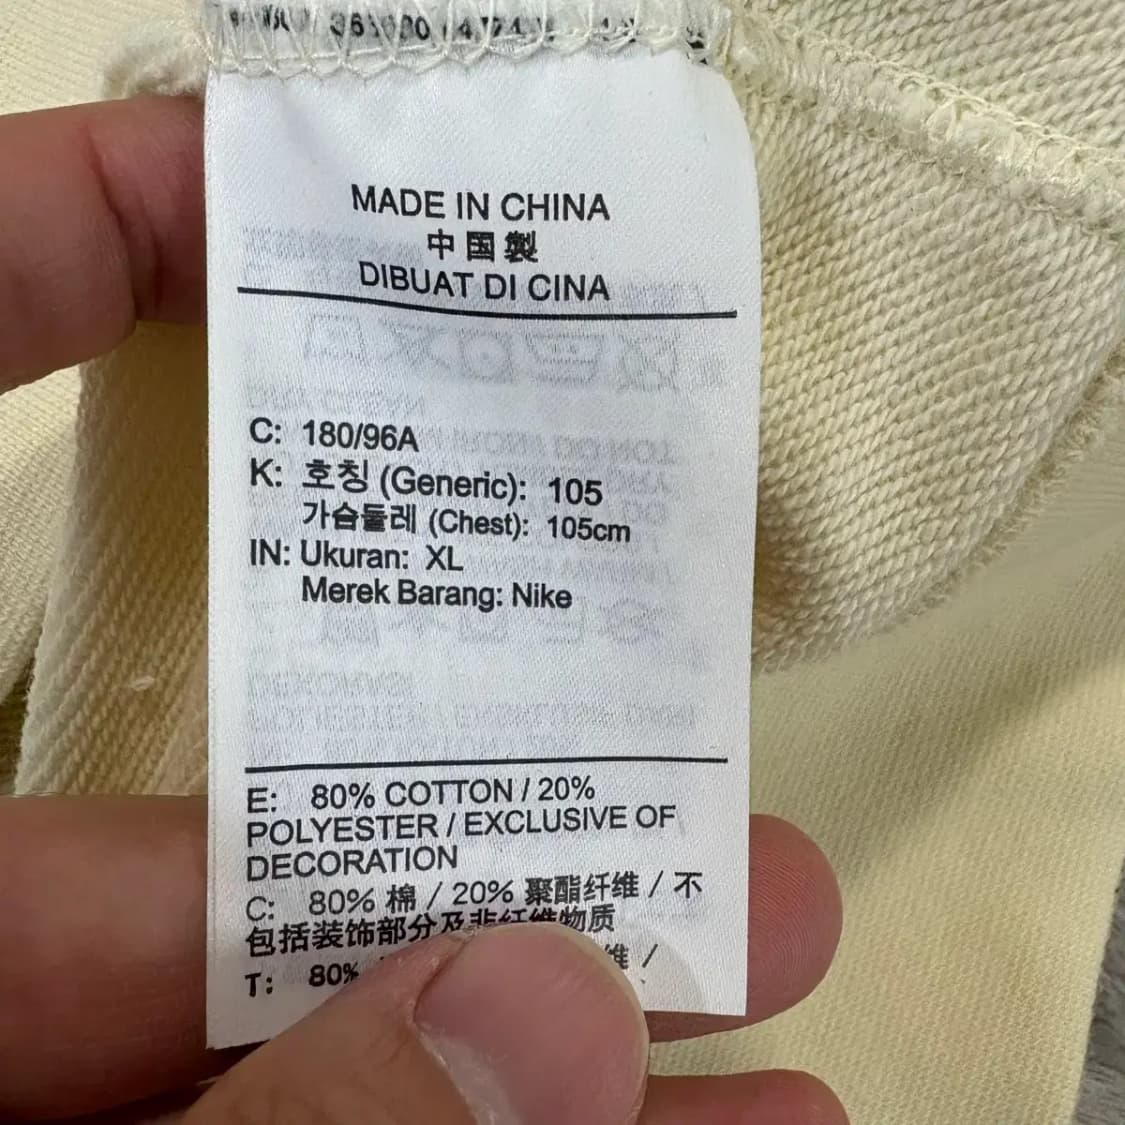 MADE IN CHINA
中国製
DIBUAT DI CINA
C: 180/96A
K: 호칭 (Generic): 105
가슴둘레 (Chest): 105cm
IN: Ukuran: XL
Merek Barang: Nike
E: 80% COTTON / 20%
POLYESTER / EXCLUSIVE OF
DECORATION
C: 80% 棉 / 20% 聚酯纤维 / 不
包括装饰部分及非纤维物质
T: 80% 维 /